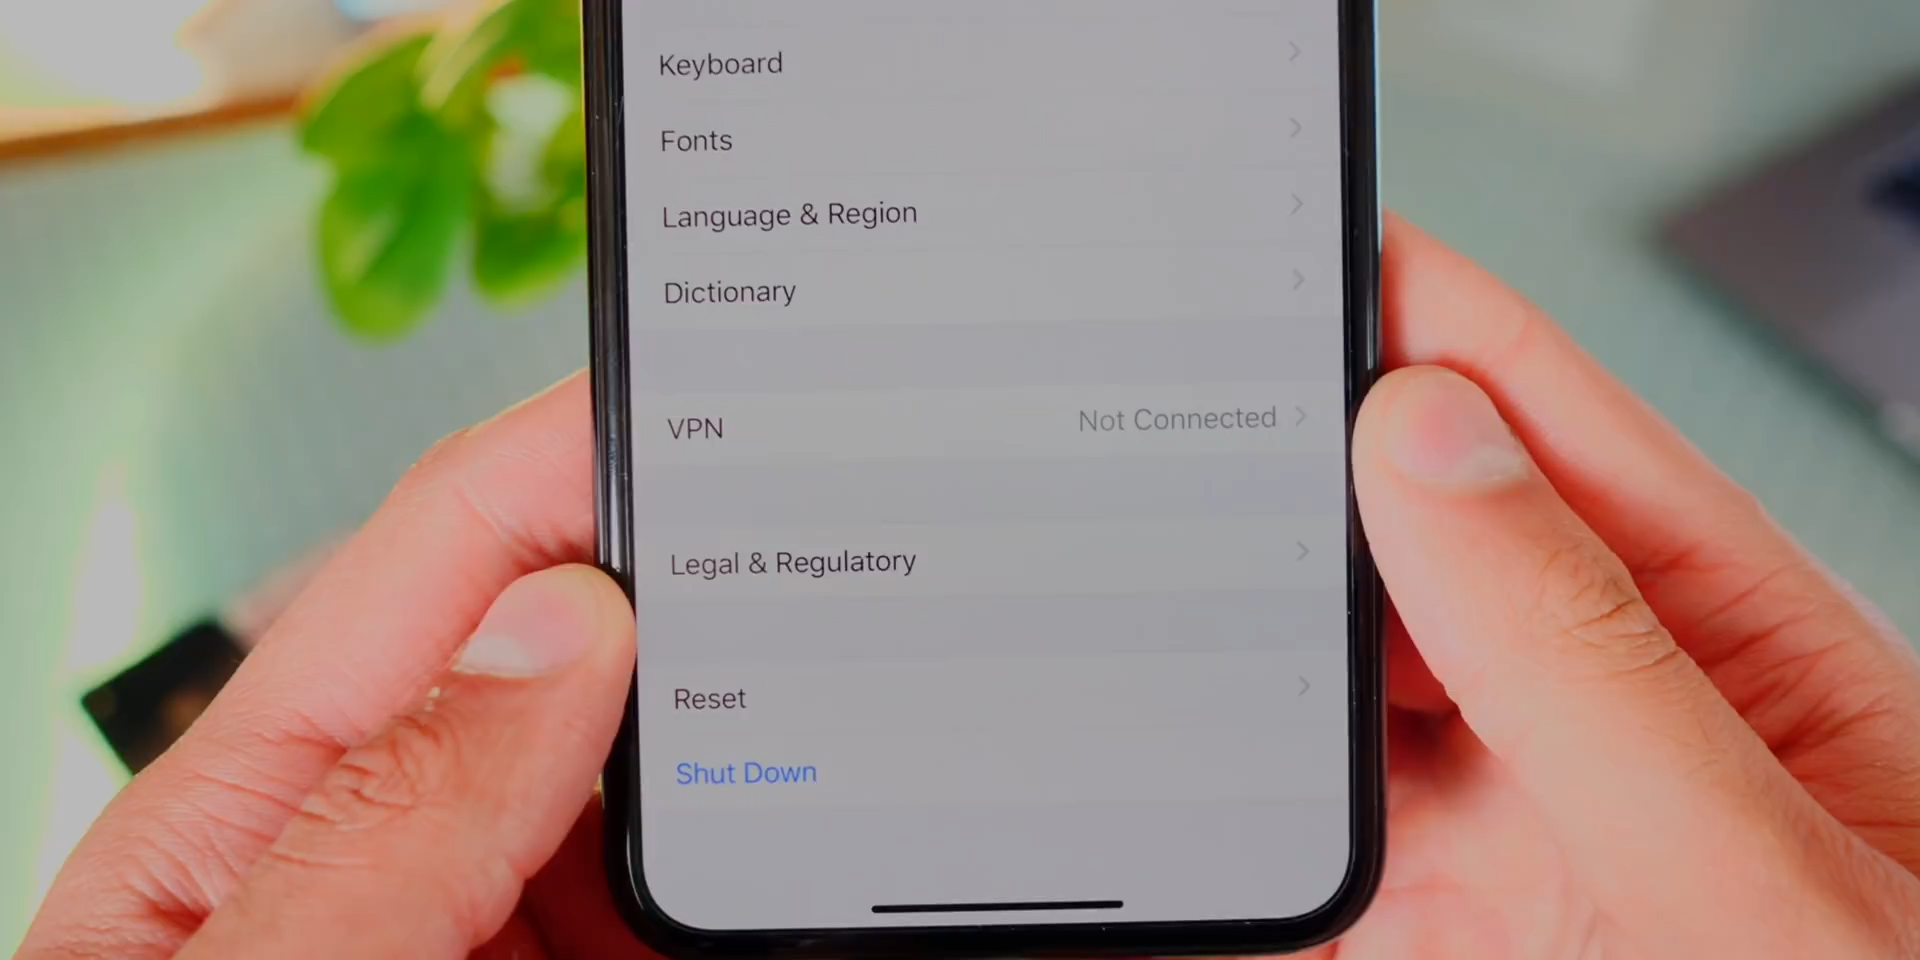 Keyboard
Fonts
Language & Region
Dictionary
VPN Not Connected
Legal & Regulatory
Reset
Shut Down